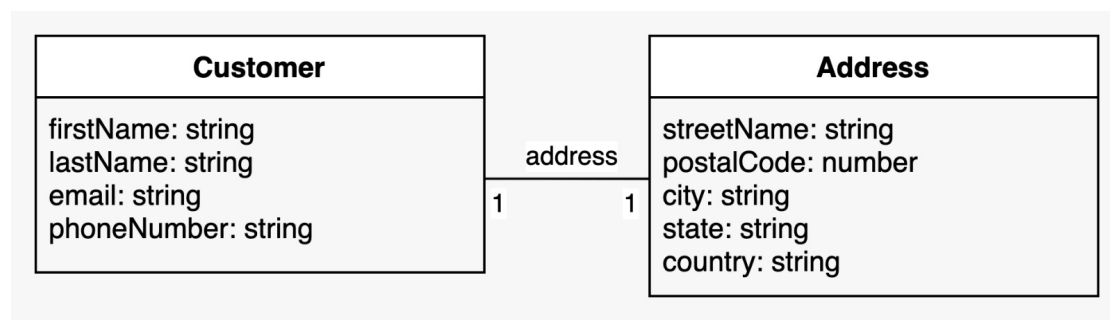 Customer
firstName: string
lastName: string
email: string
phoneNumber: string
address
1
1
Address
streetName: string
postalCode: number
city: string
state: string
country: string